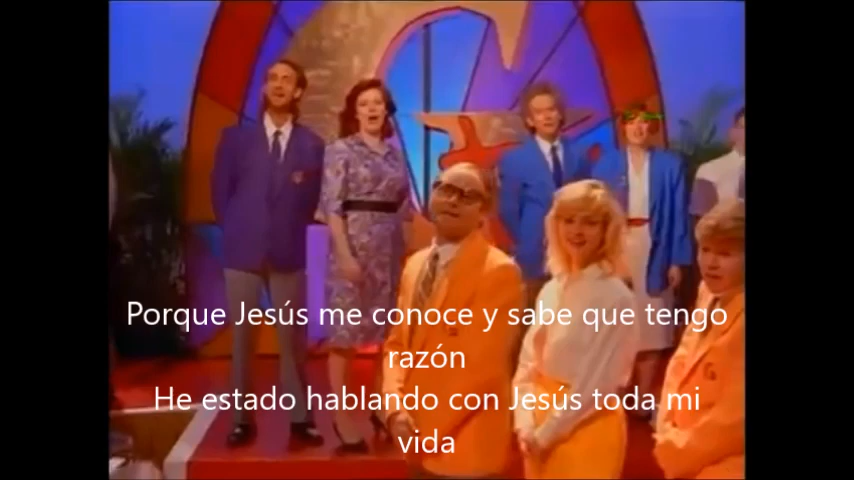 Porque Jesús me conoce y sabe que tengo
razón
He estado hablando con Jesús toda mi
vida